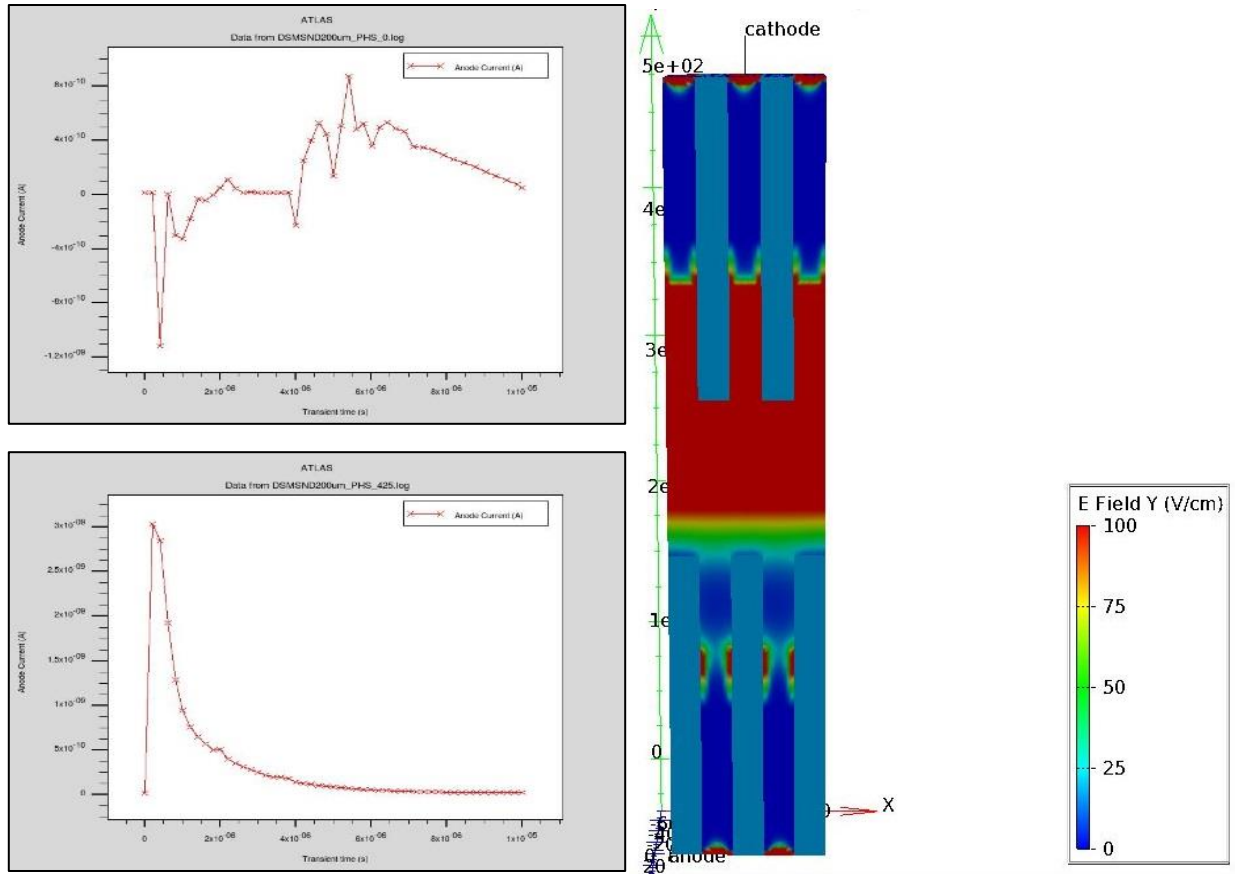 ATLAS
Data from DSMSND200um_PHS_0.log
Anode Current (A)
8x10-10
4x10-10
0
-4x10-10
-8x10-10
-1.2x10-09
Anode Current (A)
0
2x10-06
4x10-06
6x10-06
8x10-06
1x10-05
Transient time (s)
ATLAS
Data from DSMSND200um_PHS_425.log
Anode Current (A)
3x10-09
2.5x10-09
2x10-09
1.5x10-09
1x10-09
5x10-10
0
Anode Current (A)
0
2x10-06
4x10-06
6x10-06
8x10-06
1x10-05
Transient time (s)
cathode
5e+02
4e
3e
2e
1e
0
X
anode
20
E Field Y (V/cm)
100
75
50
25
0